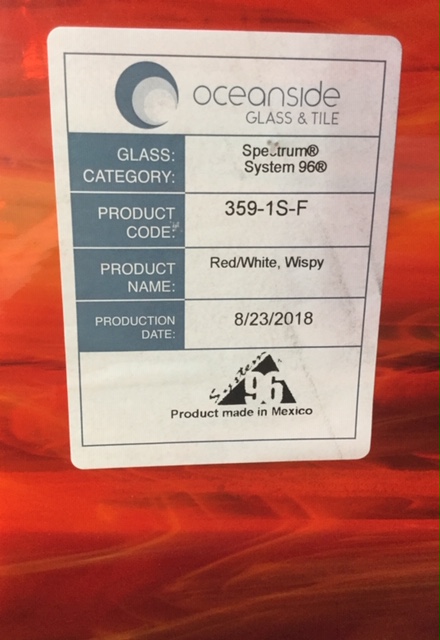 oceanside
GLASS & TILE
GLASS:
CATEGORY:
Spectrum®
System 96®
PRODUCT
CODE:
359-1S-F
PRODUCT
NAME:
Red/White, Wispy
PRODUCTION
DATE:
8/23/2018
System
96
Product made in Mexico